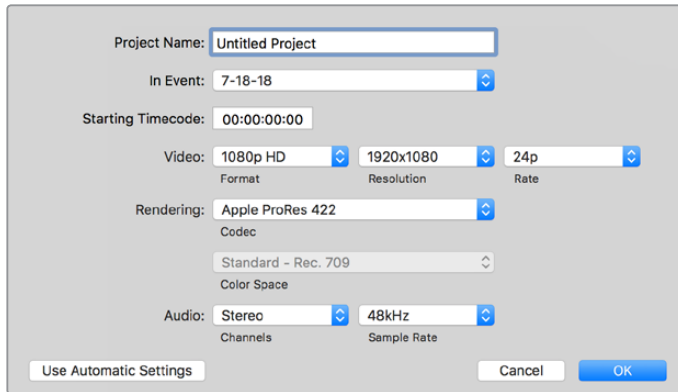 Project Name: Untitled Project
In Event: 7-18-18
Starting Timecode: 00:00:00:00
Video: 1080p HD 1920x1080 24p
Format Resolution Rate
Rendering: Apple ProRes 422
Codec
Standard - Rec. 709
Color Space
Audio: Stereo 48kHz
Channels Sample Rate
Use Automatic Settings Cancel OK